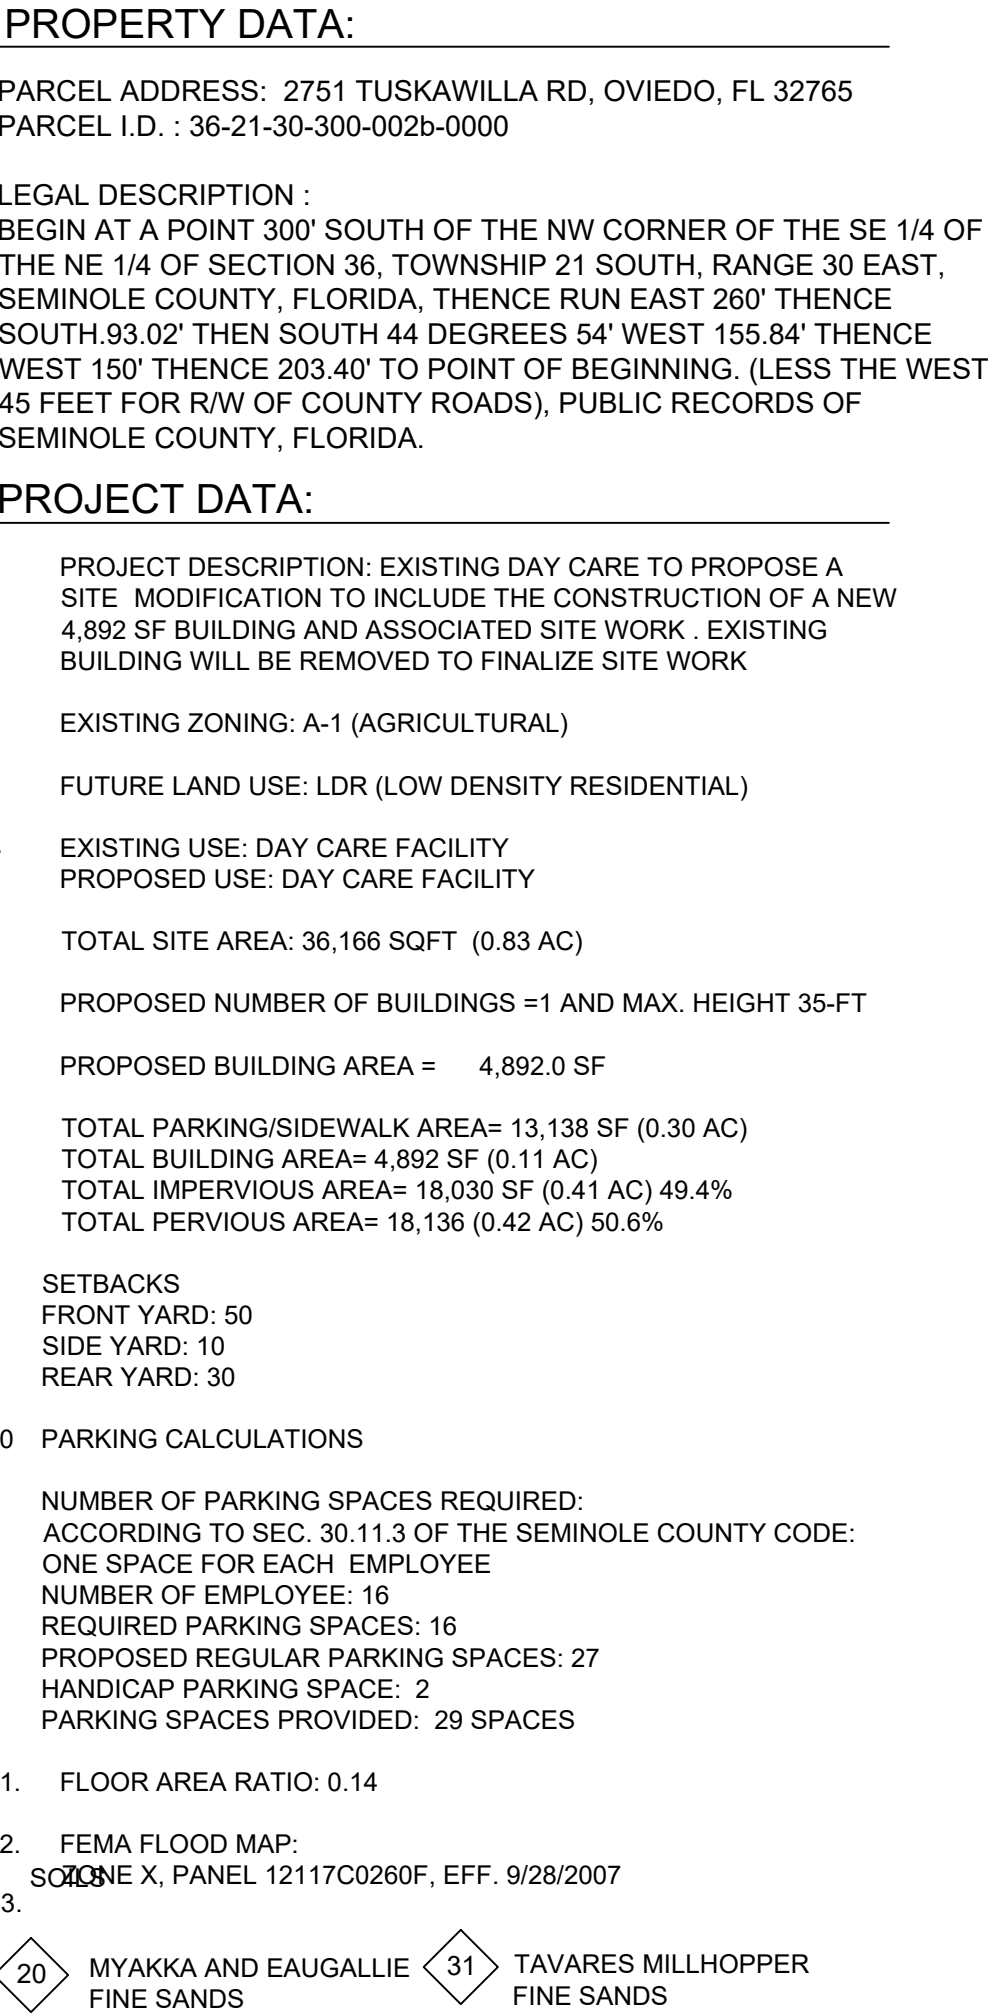 PROPERTY DATA:
PARCEL ADDRESS: 2751 TUSKAWILLA RD, OVIEDO, FL 32765
PARCEL I.D. : 36-21-30-300-002b-0000
LEGAL DESCRIPTION :
BEGIN AT A POINT 300' SOUTH OF THE NW CORNER OF THE SE 1/4 OF
THE NE 1/4 OF SECTION 36, TOWNSHIP 21 SOUTH, RANGE 30 EAST,
SEMINOLE COUNTY, FLORIDA, THENCE RUN EAST 260' THENCE
SOUTH.93.02' THEN SOUTH 44 DEGREES 54' WEST 155.84' THENCE
WEST 150' THENCE 203.40' TO POINT OF BEGINNING. (LESS THE WEST
45 FEET FOR R/W OF COUNTY ROADS), PUBLIC RECORDS OF
SEMINOLE COUNTY, FLORIDA.
PROJECT DATA:
PROJECT DESCRIPTION: EXISTING DAY CARE TO PROPOSE A
SITE MODIFICATION TO INCLUDE THE CONSTRUCTION OF A NEW
4,892 SF BUILDING AND ASSOCIATED SITE WORK . EXISTING
BUILDING WILL BE REMOVED TO FINALIZE SITE WORK
EXISTING ZONING: A-1 (AGRICULTURAL)
FUTURE LAND USE: LDR (LOW DENSITY RESIDENTIAL)
EXISTING USE: DAY CARE FACILITY
PROPOSED USE: DAY CARE FACILITY
TOTAL SITE AREA: 36,166 SQFT (0.83 AC)
PROPOSED NUMBER OF BUILDINGS =1 AND MAX. HEIGHT 35-FT
PROPOSED BUILDING AREA = 4,892.0 SF
TOTAL PARKING/SIDEWALK AREA= 13,138 SF (0.30 AC)
TOTAL BUILDING AREA= 4,892 SF (0.11 AC)
TOTAL IMPERVIOUS AREA= 18,030 SF (0.41 AC) 49.4%
TOTAL PERVIOUS AREA= 18,136 (0.42 AC) 50.6%
SETBACKS
FRONT YARD: 50
SIDE YARD: 10
REAR YARD: 30
0 PARKING CALCULATIONS
NUMBER OF PARKING SPACES REQUIRED:
ACCORDING TO SEC. 30.11.3 OF THE SEMINOLE COUNTY CODE:
ONE SPACE FOR EACH EMPLOYEE
NUMBER OF EMPLOYEE: 16
REQUIRED PARKING SPACES: 16
PROPOSED REGULAR PARKING SPACES: 27
HANDICAP PARKING SPACE: 2
PARKING SPACES PROVIDED: 29 SPACES
1. FLOOR AREA RATIO: 0.14
2. FEMA FLOOD MAP:
ZONE X, PANEL 12117C0260F, EFF. 9/28/2007
SOILS
3.
20 MYAKKA AND EAUGALLIE
FINE SANDS
31 TAVARES MILLHOPPER
FINE SANDS